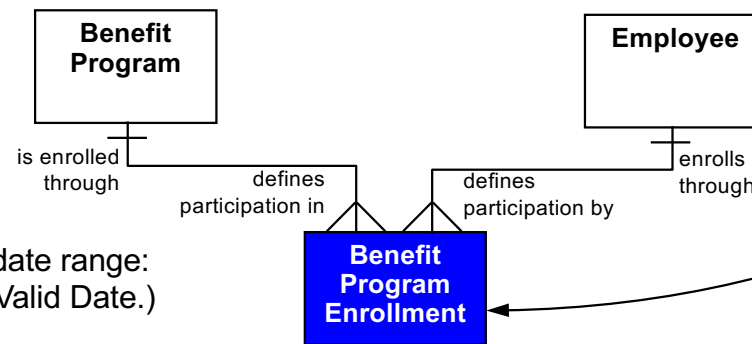 Benefit
Program
Employee
is enrolled
through
defines
participation in
defines
participation by
enrolls
through
date range:
Valid Date.)
Benefit
Program
Enrollment